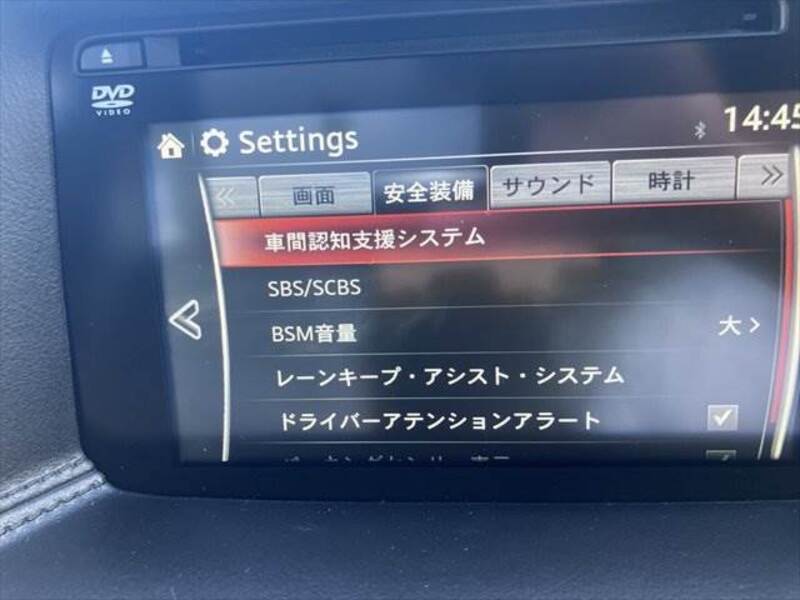 DVD
VIDEO
Settings
14:45
画面
安全装備
サウンド
時計
車間認知支援システム
SBS/SCBS
BSM音量
大
レーンキープ・アシスト・システム
ドライバーアテンションアラート